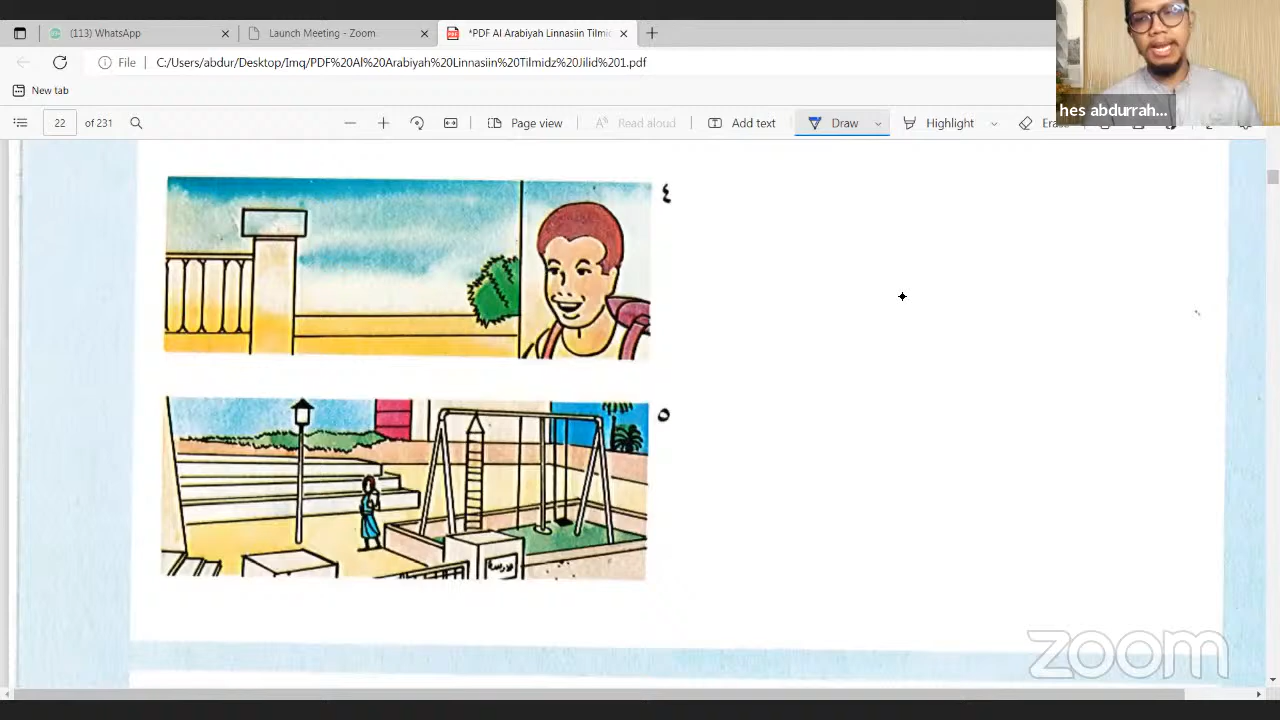 (113) WhatsApp
Launch Meeting - Zoom
*PDF Al Arabiyah Linnasiin Tilmid
File C:/Users/abdur/Desktop/Imq/PDF%20Al%20Arabiyah%20Linnasiin%20Tilmidz%20Jilid%201.pdf
New tab
22 of 231
Page view
Read aloud
Add text
Draw
Highlight
hes abdurrah...
٤
٥
مدرسة
zoom